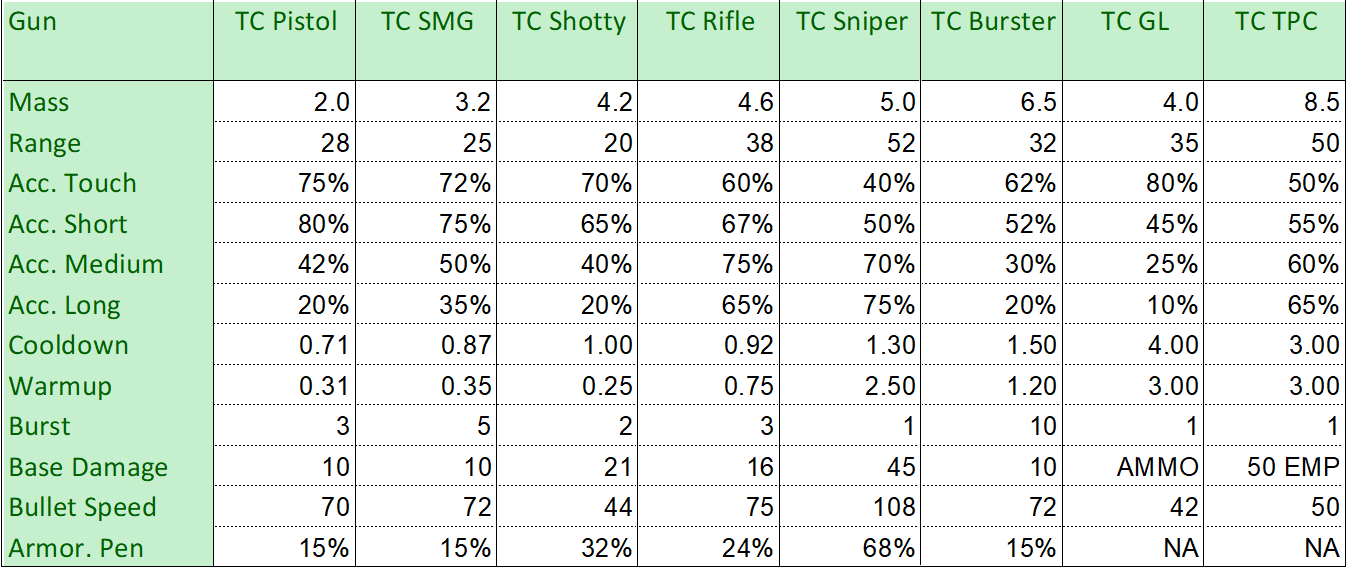 Gun TC Pistol TC SMG TC Shotty TC Rifle TC Sniper TC Burster TC GL TC TPC
Mass 2.0 3.2 4.2 4.6 5.0 6.5 4.0 8.5
Range 28 25 20 38 52 32 35 50
Acc. Touch 75% 72% 70% 60% 40% 62% 80% 50%
Acc. Short 80% 75% 65% 67% 50% 52% 45% 55%
Acc. Medium 42% 50% 40% 75% 70% 30% 25% 60%
Acc. Long 20% 35% 20% 65% 75% 20% 10% 65%
Cooldown 0.71 0.87 1.00 0.92 1.30 1.50 4.00 3.00
Warmup 0.31 0.35 0.25 0.75 2.50 1.20 3.00 3.00
Burst 3 5 2 3 1 10 1 1
Base Damage 10 10 21 16 45 10 AMMO 50 EMP
Bullet Speed 70 72 44 75 108 72 42 50
Armor. Pen 15% 15% 32% 24% 68% 15% NA NA